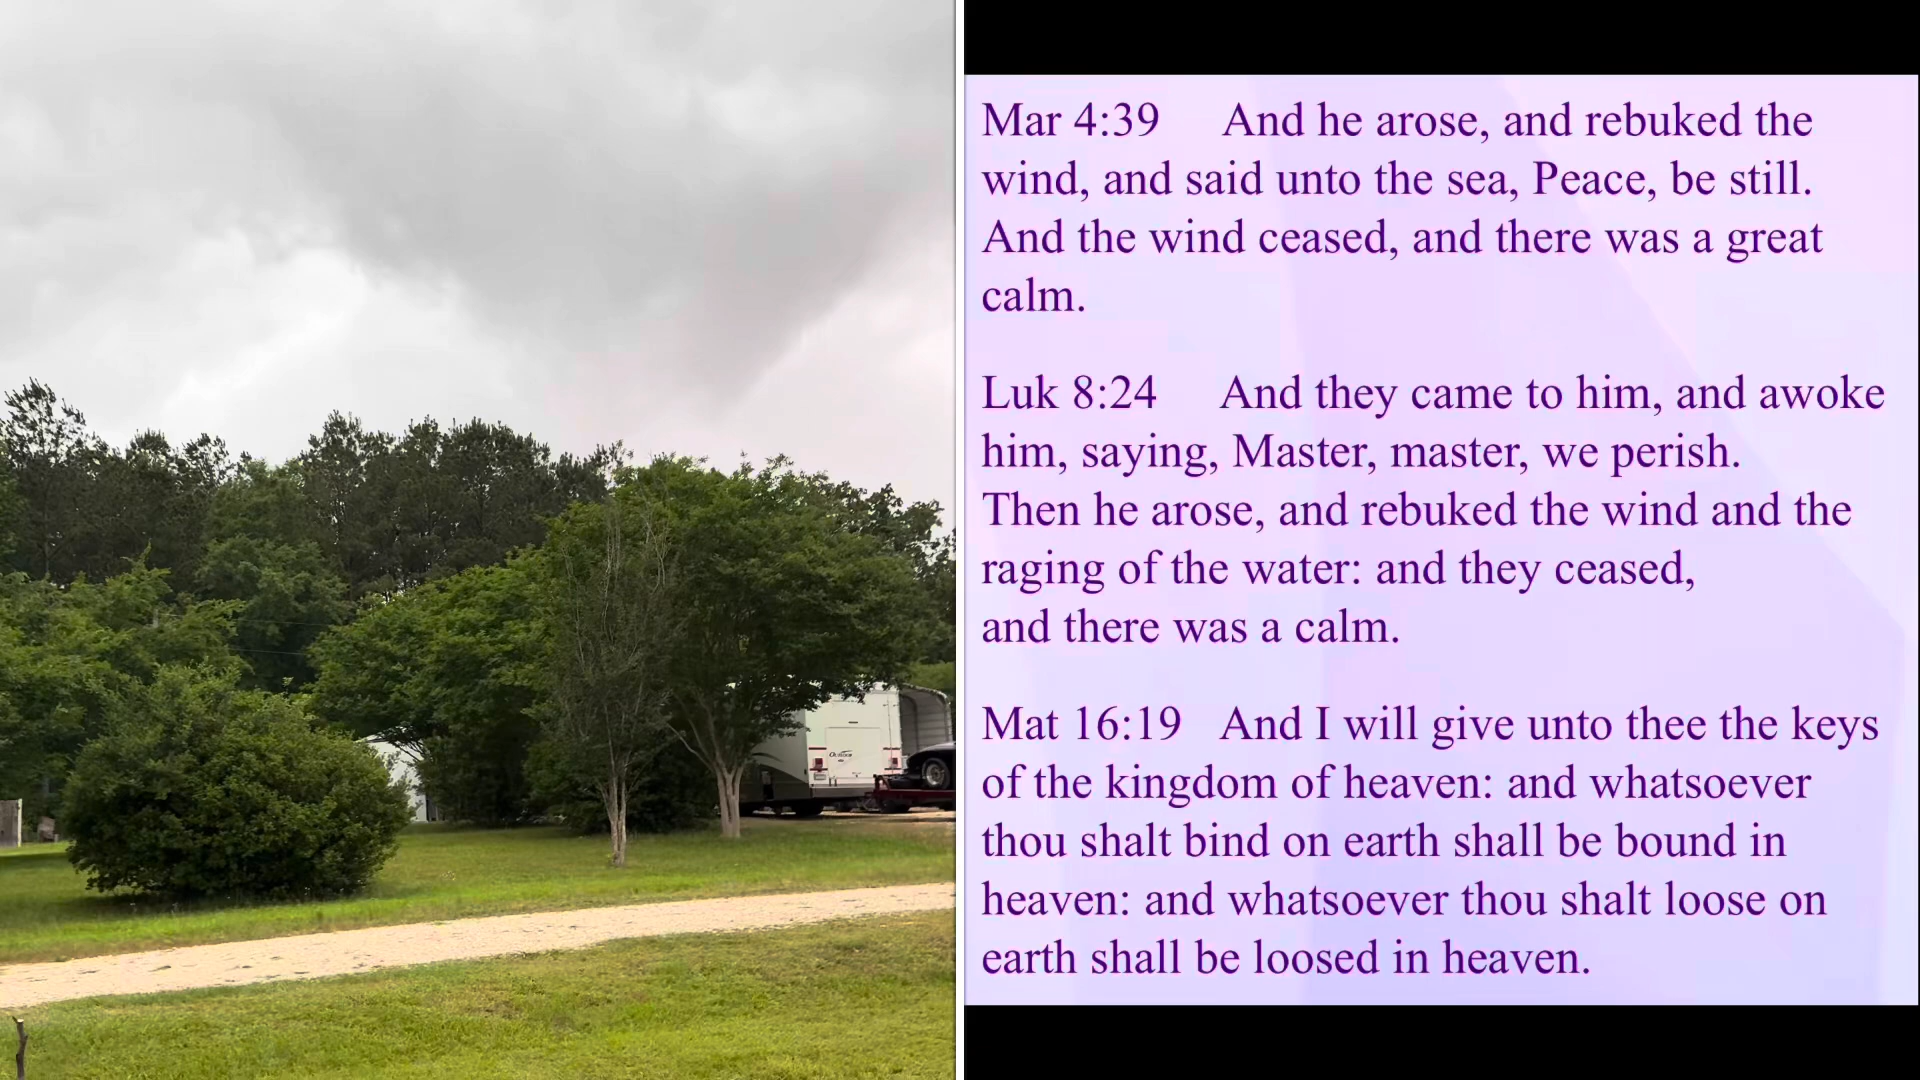 Mar 4:39 And he arose, and rebuked the
wind, and said unto the sea, Peace, be still.
And the wind ceased, and there was a great
calm.
Luk 8:24 And they came to him, and awoke
him, saying, Master, master, we perish.
Then he arose, and rebuked the wind and the
raging of the water: and they ceased,
and there was a calm.
Mat 16:19 And I will give unto thee the keys
of the kingdom of heaven: and whatsoever
thou shalt bind on earth shall be bound in
heaven: and whatsoever thou shalt loose on
earth shall be loosed in heaven.